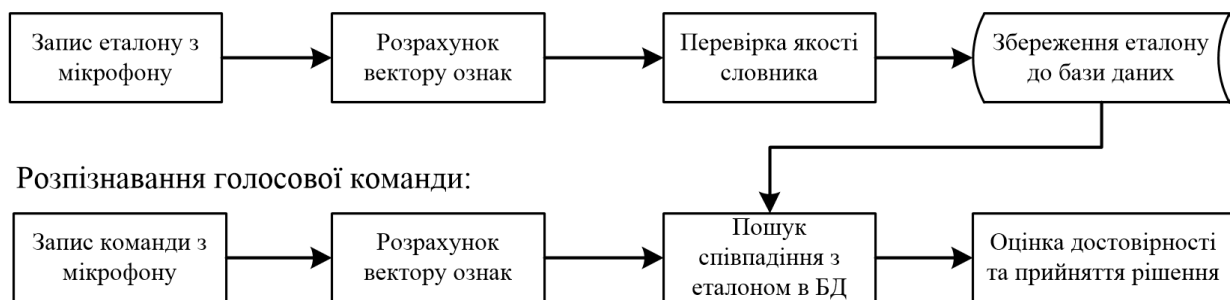 Запис еталону з
мікрофону
Розрахунок
вектору ознак
Перевірка якості
словника
Збереження еталону
до бази даних
Розпізнавання голосової команди:
Запис команди з
мікрофону
Розрахунок
вектору ознак
Пошук
співпадіння з
еталоном в БД
Оцінка достовірності
та прийняття рішення